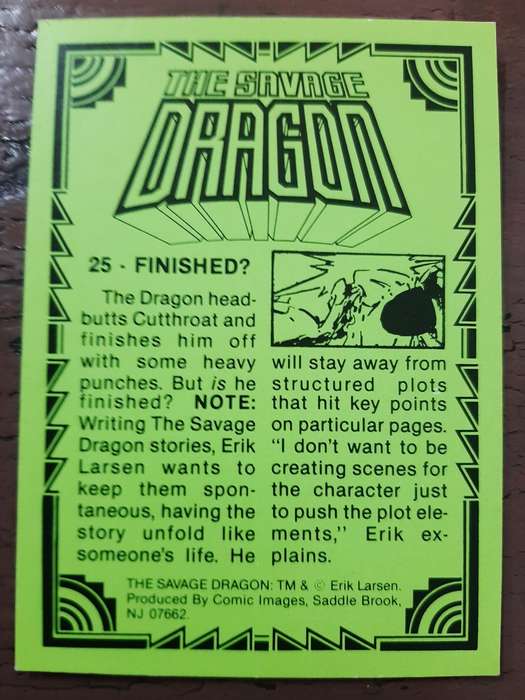 THE SAVAGE
DRAGON
25 - FINISHED?
The Dragon head-
butts Cutthroat and
finishes him off
with some heavy
punches. But is he
finished? NOTE:
Writing The Savage
Dragon stories, Erik
Larsen wants to
keep them spon-
taneous, having the
story unfold like
someone's life. He
will stay away from
structured plots
that hit key points
on particular pages.
"I don't want to be
creating scenes for
the character just
to push the plot ele-
ments,'' Erik ex-
plains.
THE SAVAGE DRAGON: TM & © Erik Larsen.
Produced By Comic Images, Saddle Brook,
NJ 07662.